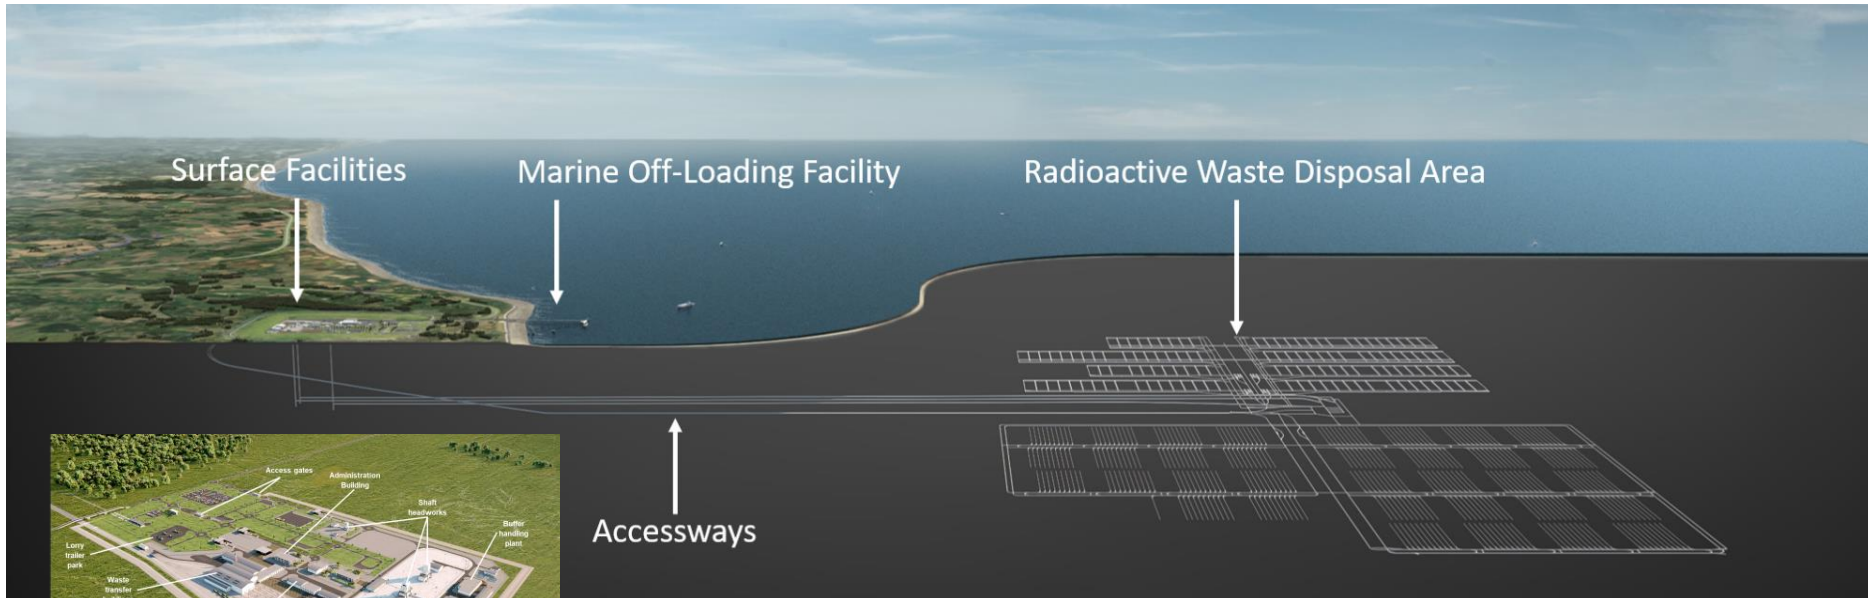 Surface Facilities
Marine Off-Loading Facility
Radioactive Waste Disposal Area
Accessways
Access gates
Administration
Building
Shaft
headworks
Buffer
handling
plant
Lorry
trailer
park
Waste
transfer